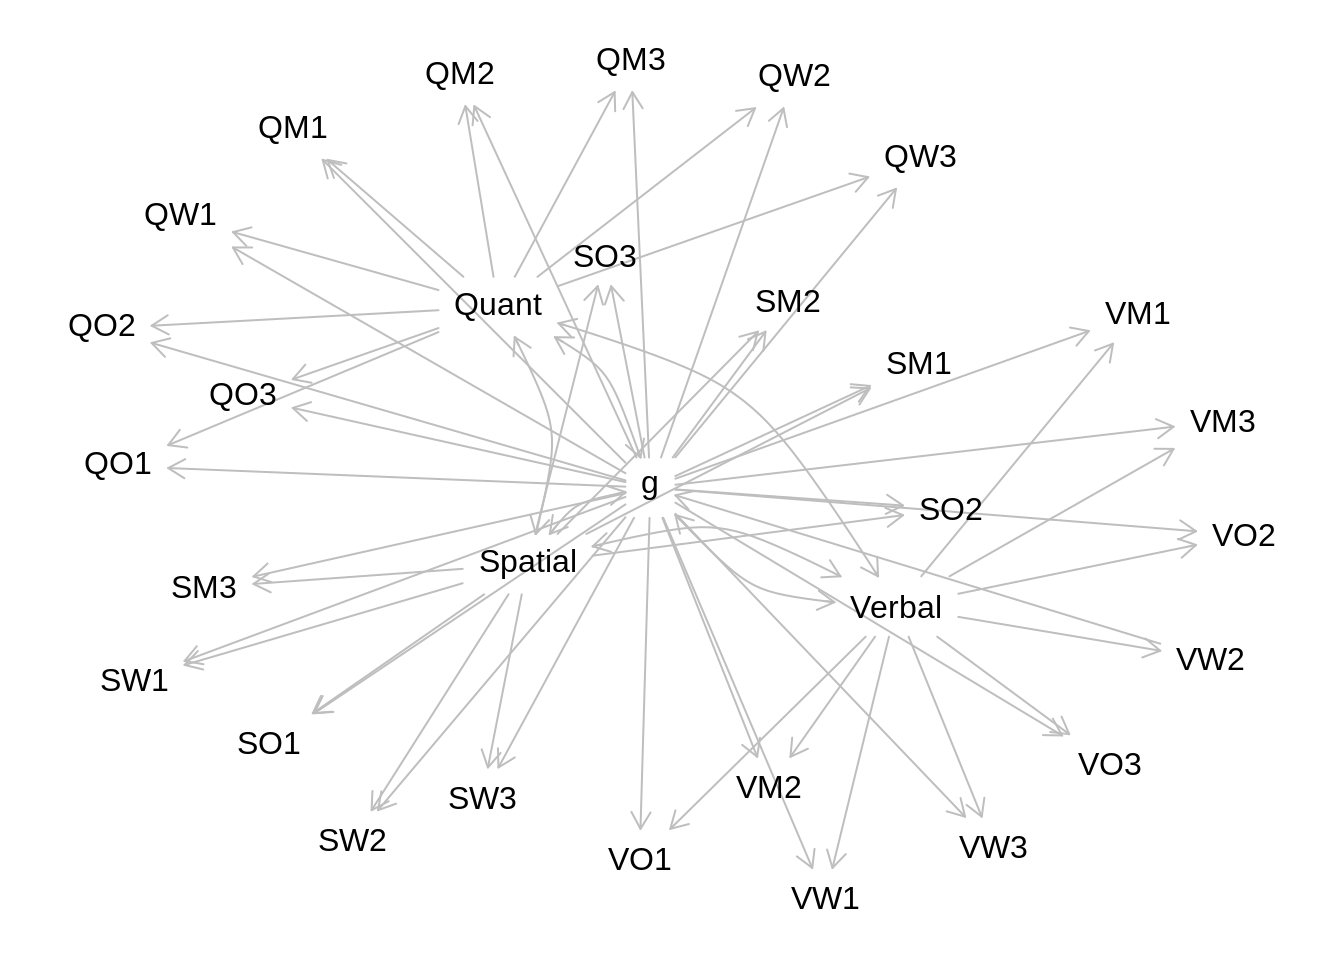 QM3
QM2
QW2
QM1
QW3
QW1
SO3
SM2
Quant
VM1
QO2
SM1
QO3
VM3
QO1
g
SO2
VO2
Spatial
SM3
Verbal
VW2
SW1
SO1
VO3
VM2
SW3
SW2
VW3
VO1
VW1